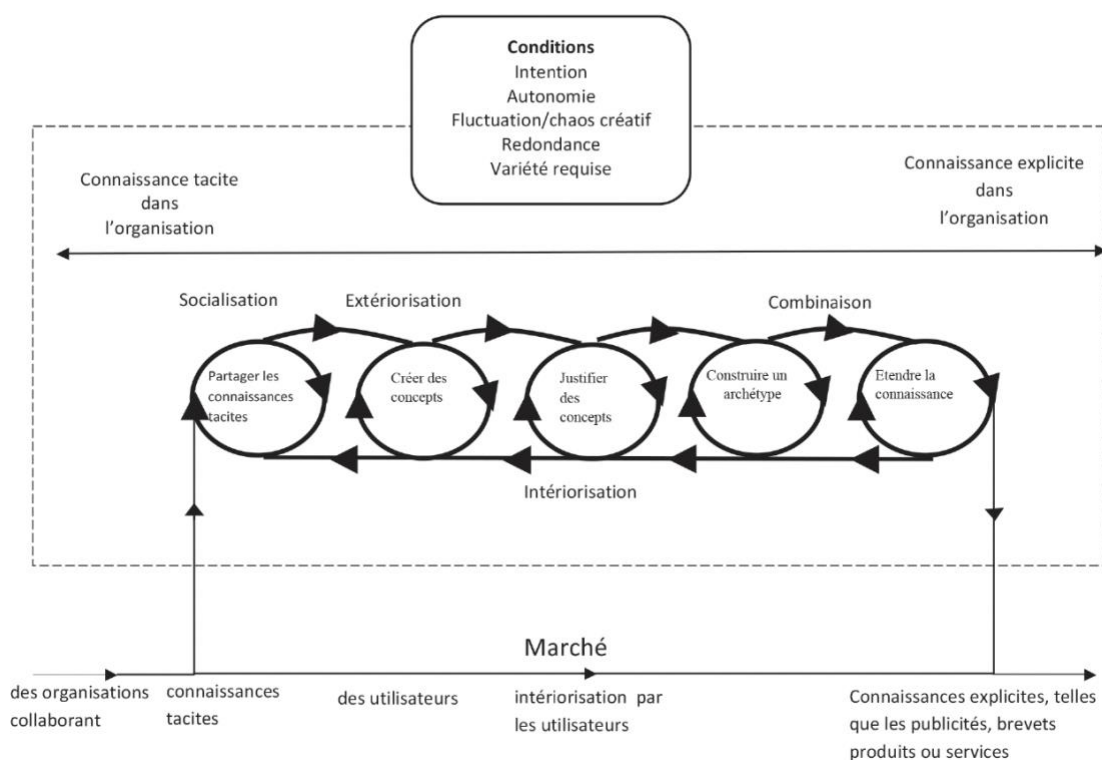 Conditions
Intention
Autonomie
Fluctuation/chaos créatif
Redondance
Variété requise
Connaissance tacite
dans
l'organisation
Connaissance explicite
dans
l'organisation
Socialisation
Extériorisation
Combinaison
Partager les
connaissances
tacites
Créer des
concepts
Justifier
des
concepts
Construire un
archétype
Etendre la
connaissance
Intériorisation
Marché
des organisations
collaborant
connaissances
tacites
des utilisateurs
intériorisation par
les utilisateurs
Connaissances explicites, telles
que les publicités, brevets
produits ou services